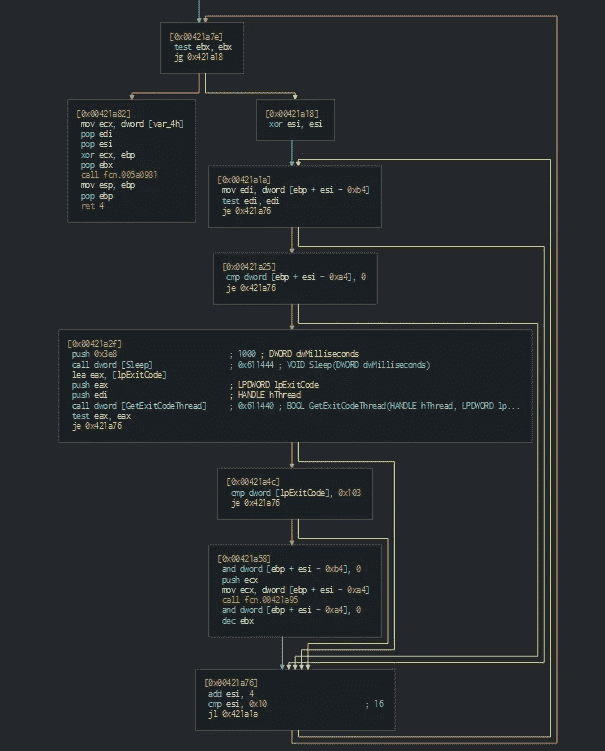 [0x00421a7e]
test ebx, ebx
jg 0x421a18
[0x00421a82]
mov ecx, dword [var_4h]
pop edi
pop esi
xor ecx, ebp
pop ebx
call fcn.005a0981
mov esp, ebp
pop ebp
ret 4
[0x00421a18]
xor esi, esi
[0x00421a1a]
mov edi, dword [ebp + esi - 0xb4]
test edi, edi
je 0x421a76
[0x00421a25]
cmp dword [ebp + esi - 0xa4], 0
je 0x421a76
[0x00421a2f]
push 0x3e8 ; 1000 ; DWORD dwMilliseconds
call dword [Sleep] ; 0x611444 ; VOID Sleep(DWORD dwMilliseconds)
lea eax, [lpExitCode]
push eax ; LPDWORD lpExitCode
push edi ; HANDLE hThread
call dword [GetExitCodeThread] ; 0x611440 ; BOOL GetExitCodeThread(HANDLE hThread, LPDWORD lp...
test eax, eax
je 0x421a76
[0x00421a4c]
cmp dword [lpExitCode], 0x103
je 0x421a76
[0x00421a58]
and dword [ebp + esi - 0xb4], 0
push ecx
mov ecx, dword [ebp + esi - 0xa4]
call fcn.00421a95
and dword [ebp + esi - 0xa4], 0
dec ebx
[0x00421a76]
add esi, 4
cmp esi, 0x10 ; 16
jl 0x421a1a